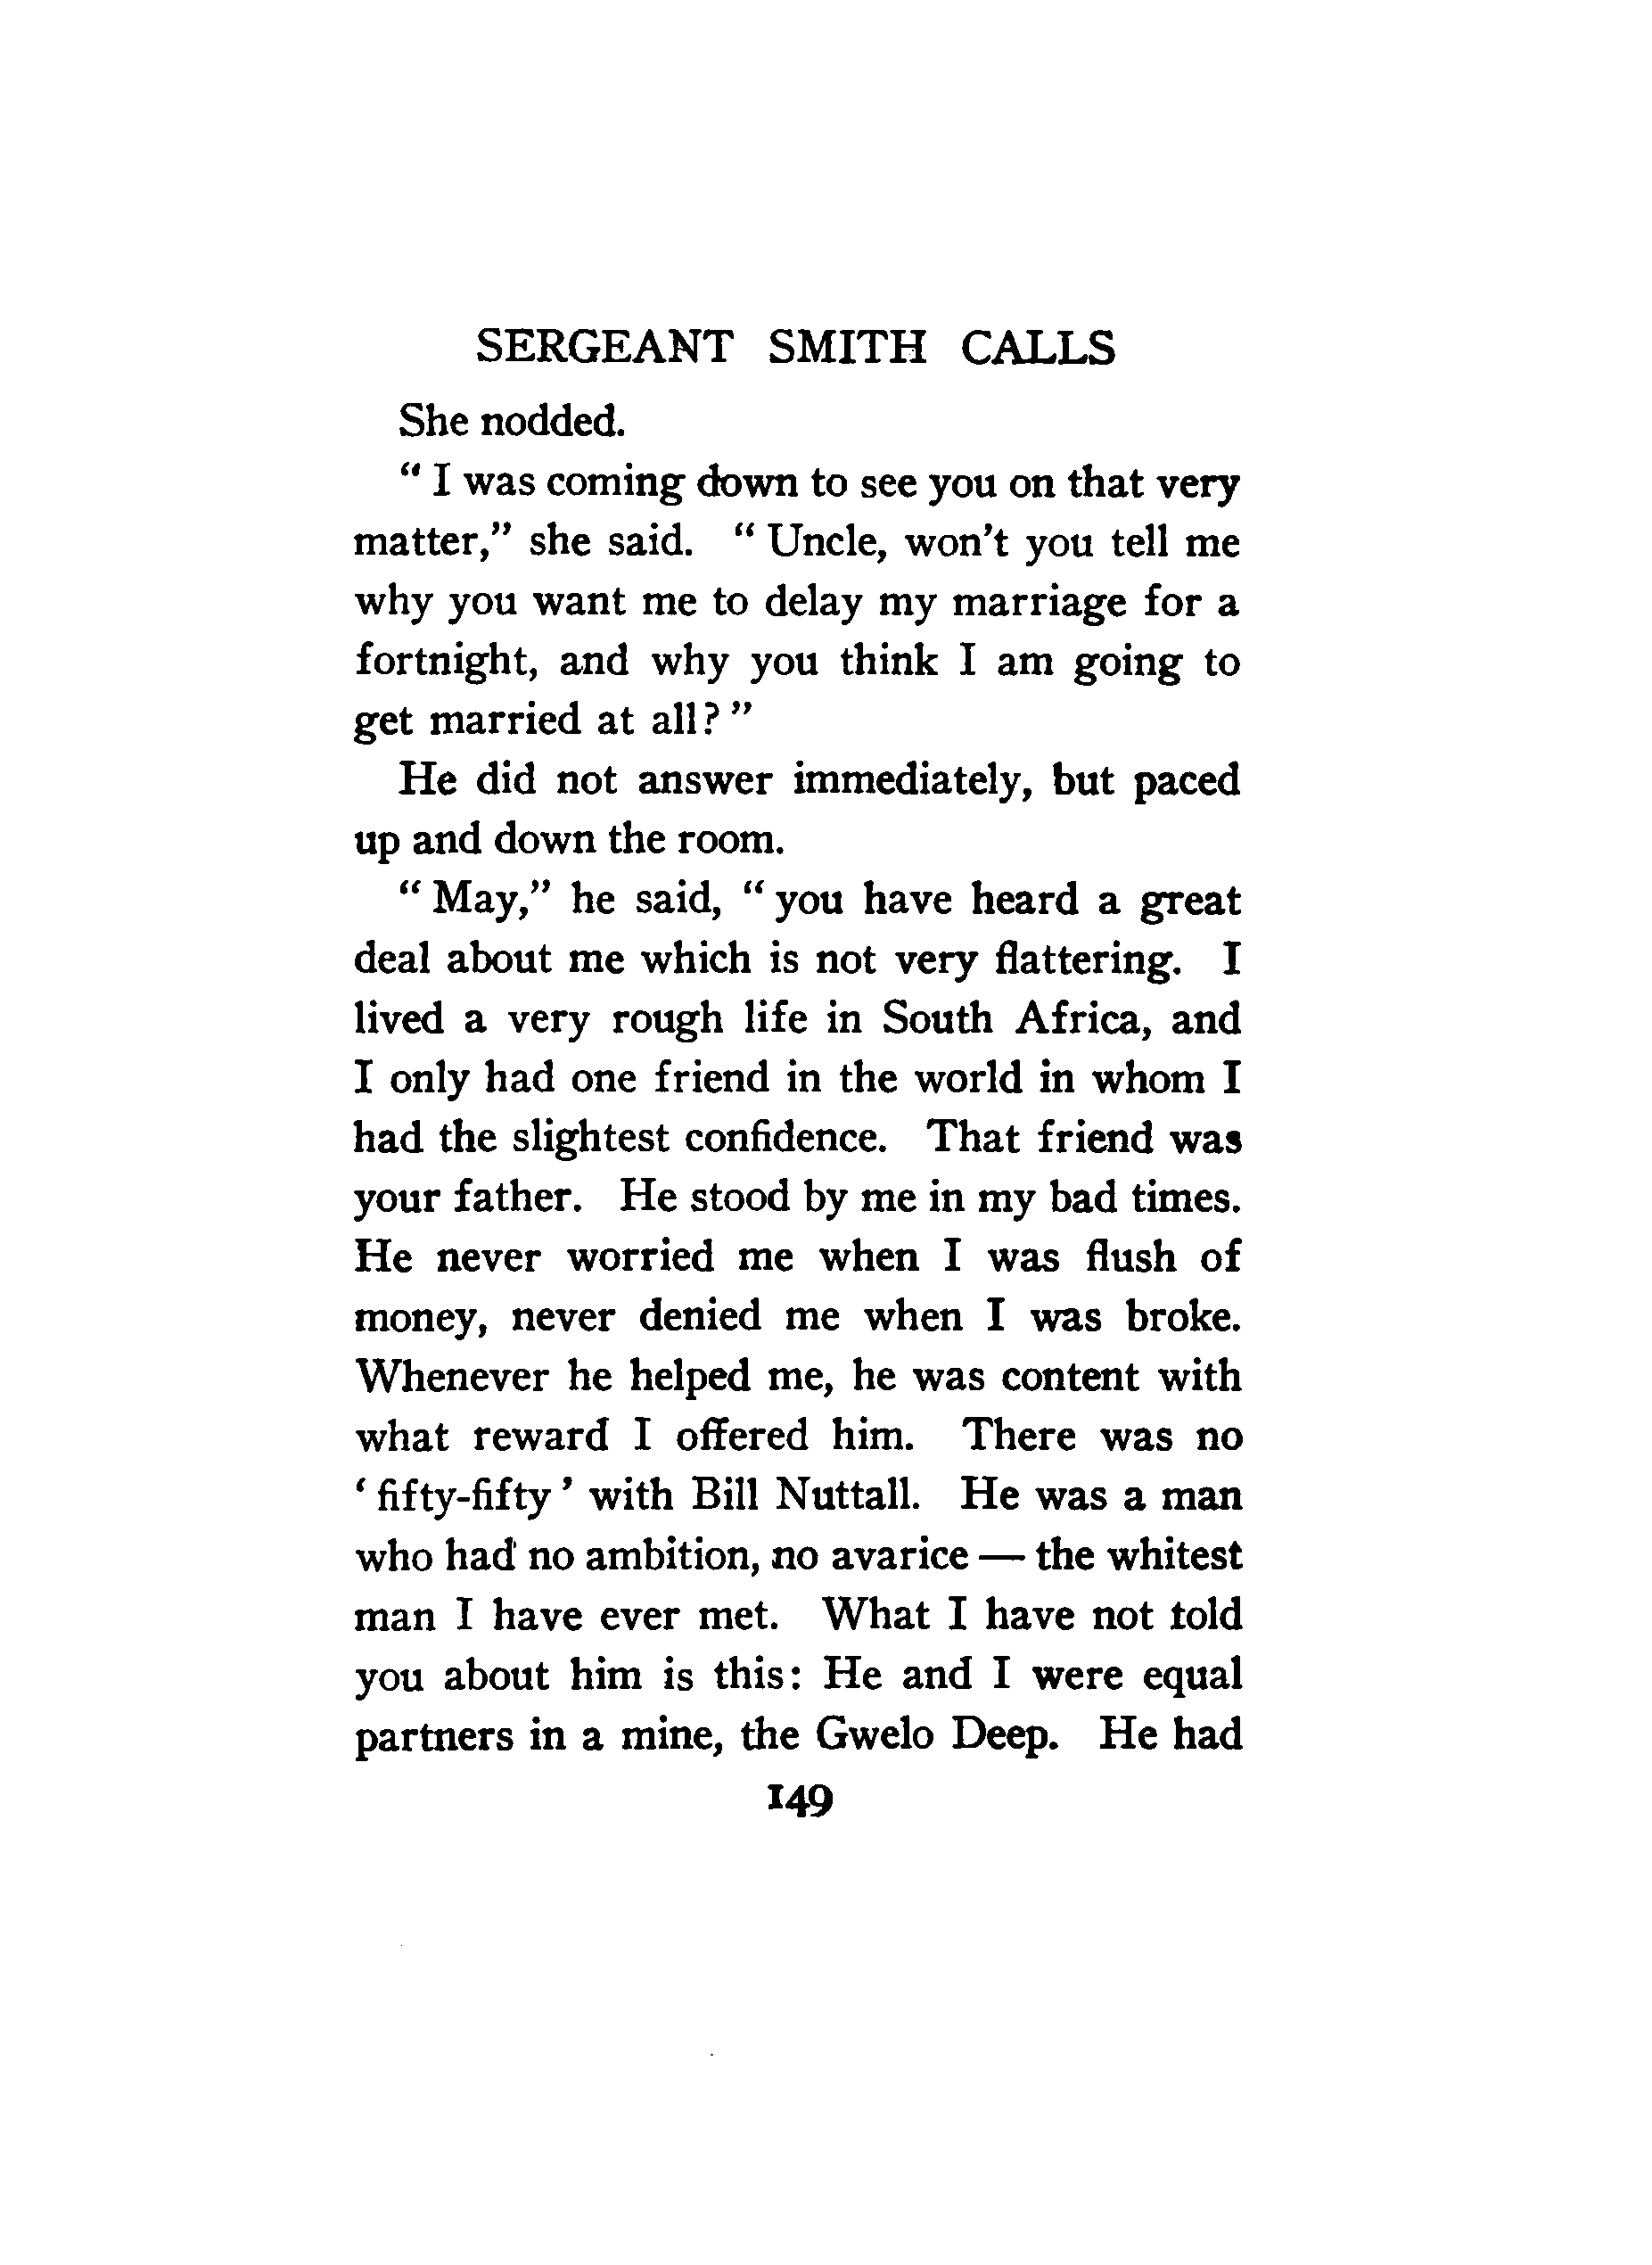 SERGEANT SMITH CALLS
She nodded.
“ I was coming down to see you on that very
matter,” she said. “ Uncle, won't you tell me
why you want me to delay my marriage for a
fortnight, and why you think I am going to
get married at all? ”
He did not answer immediately, but paced
up and down the room.
“ May,” he said, “ you have heard a great
deal about me which is not very flattering. I
lived a very rough life in South Africa, and
I only had one friend in the world in whom I
had the slightest confidence. That friend was
your father. He stood by me in my bad times.
He never worried me when I was flush of
money, never denied me when I was broke.
Whenever he helped me, he was content with
what reward I offered him. There was no
‘ fifty-fifty ’ with Bill Nuttall. He was a man
who had no ambition, no avarice — the whitest
man I have ever met. What I have not told
you about him is this: He and I were equal
partners in a mine, the Gwelo Deep. He had
149